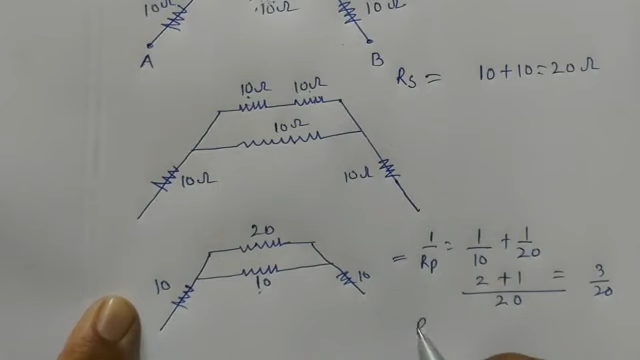 10Ω 10Ω 10Ω
A B
Rs = 10+10=20Ω
10Ω 10Ω
10Ω
10Ω 10Ω
20
10 10 10
= 1/Rp = 1/10 + 1/20
2+1/20 = 3/20